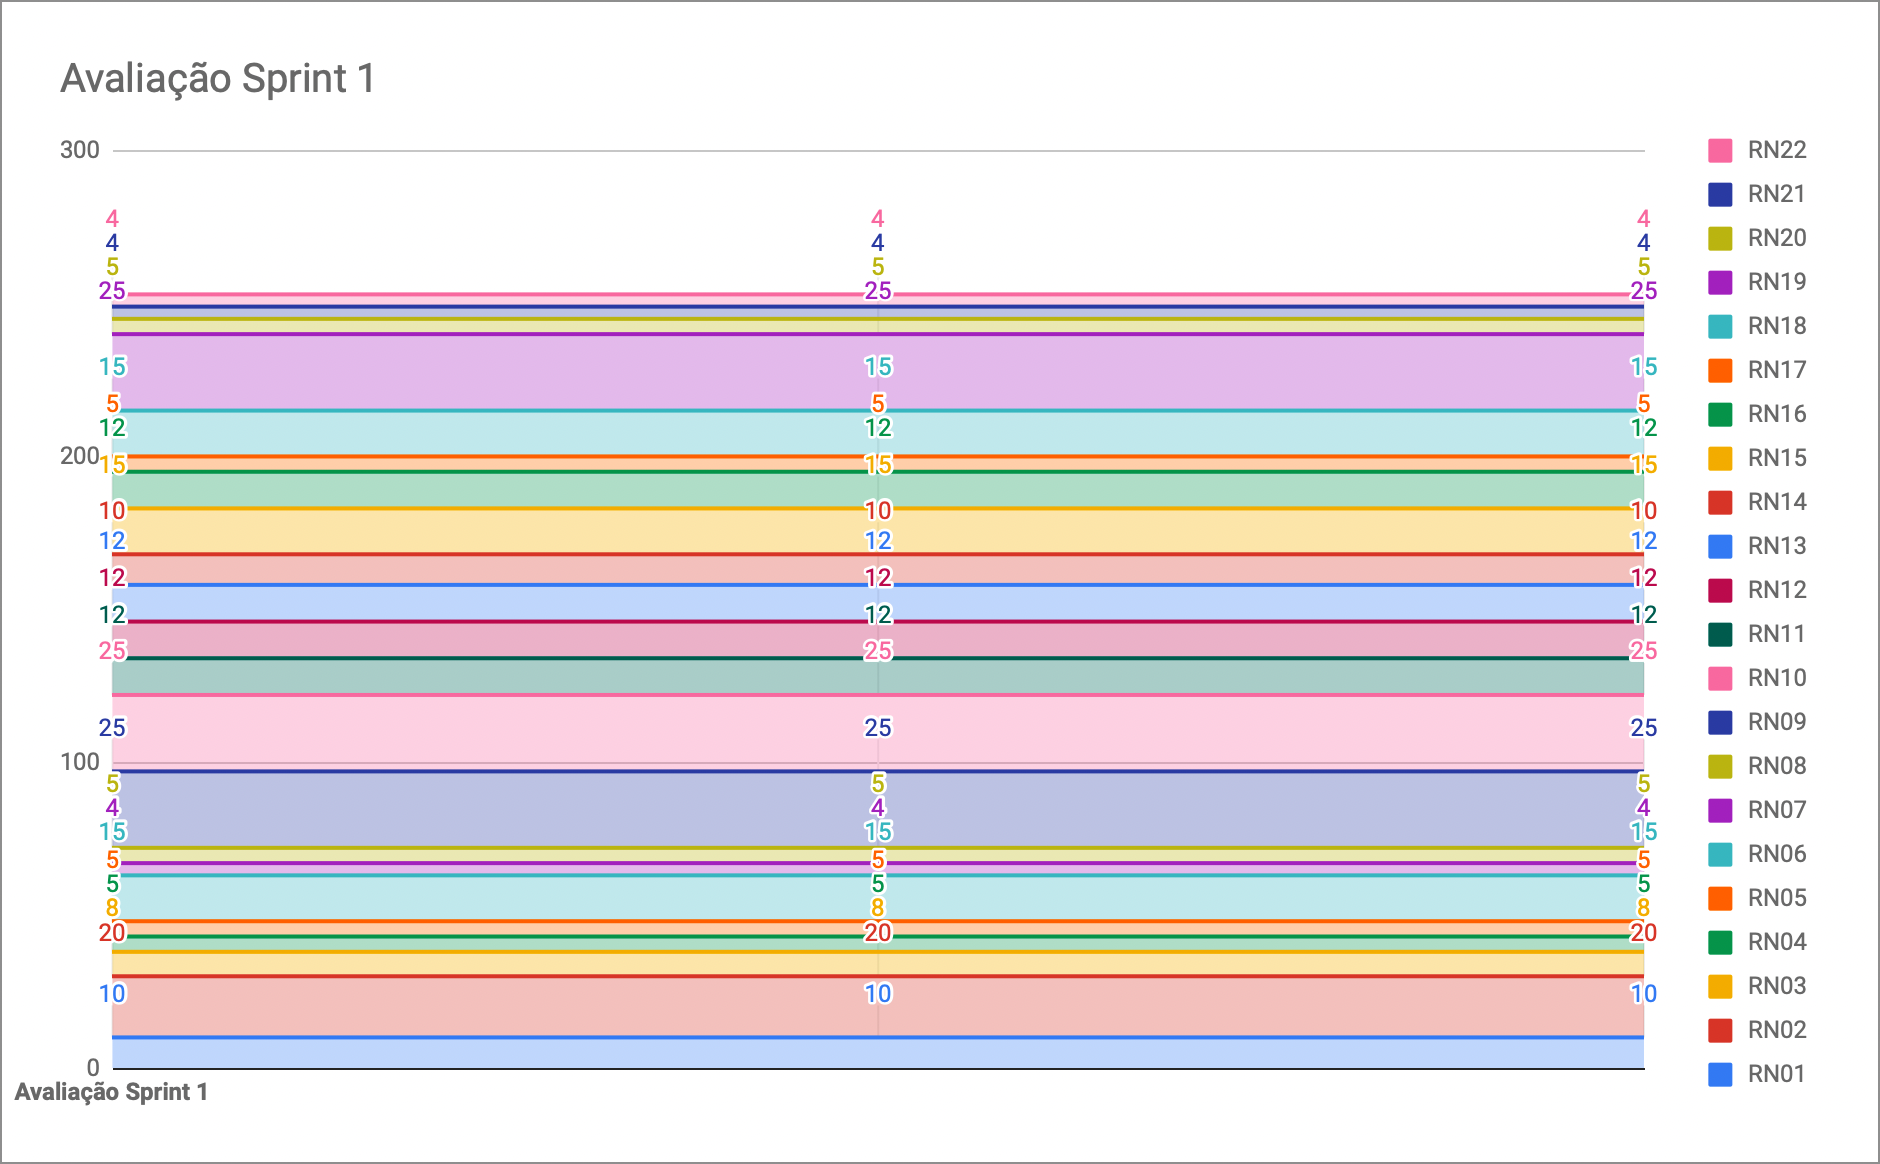 Avaliação Sprint 1
300
4 4 4
4 4 4
5 5 5
25 25 25
15 15 15
5 5 5
12 12 12
200
15 15 15
10 10 10
12 12 12
12 12 12
12 12 12
25 25 25
25 25 25
100
5 5 5
4 4 4
15 15 15
5 5 5
5 5 5
8 8 8
20 20 20
10 10 10
0
Avaliação Sprint 1
RN22
RN21
RN20
RN19
RN18
RN17
RN16
RN15
RN14
RN13
RN12
RN11
RN10
RN09
RN08
RN07
RN06
RN05
RN04
RN03
RN02
RN01